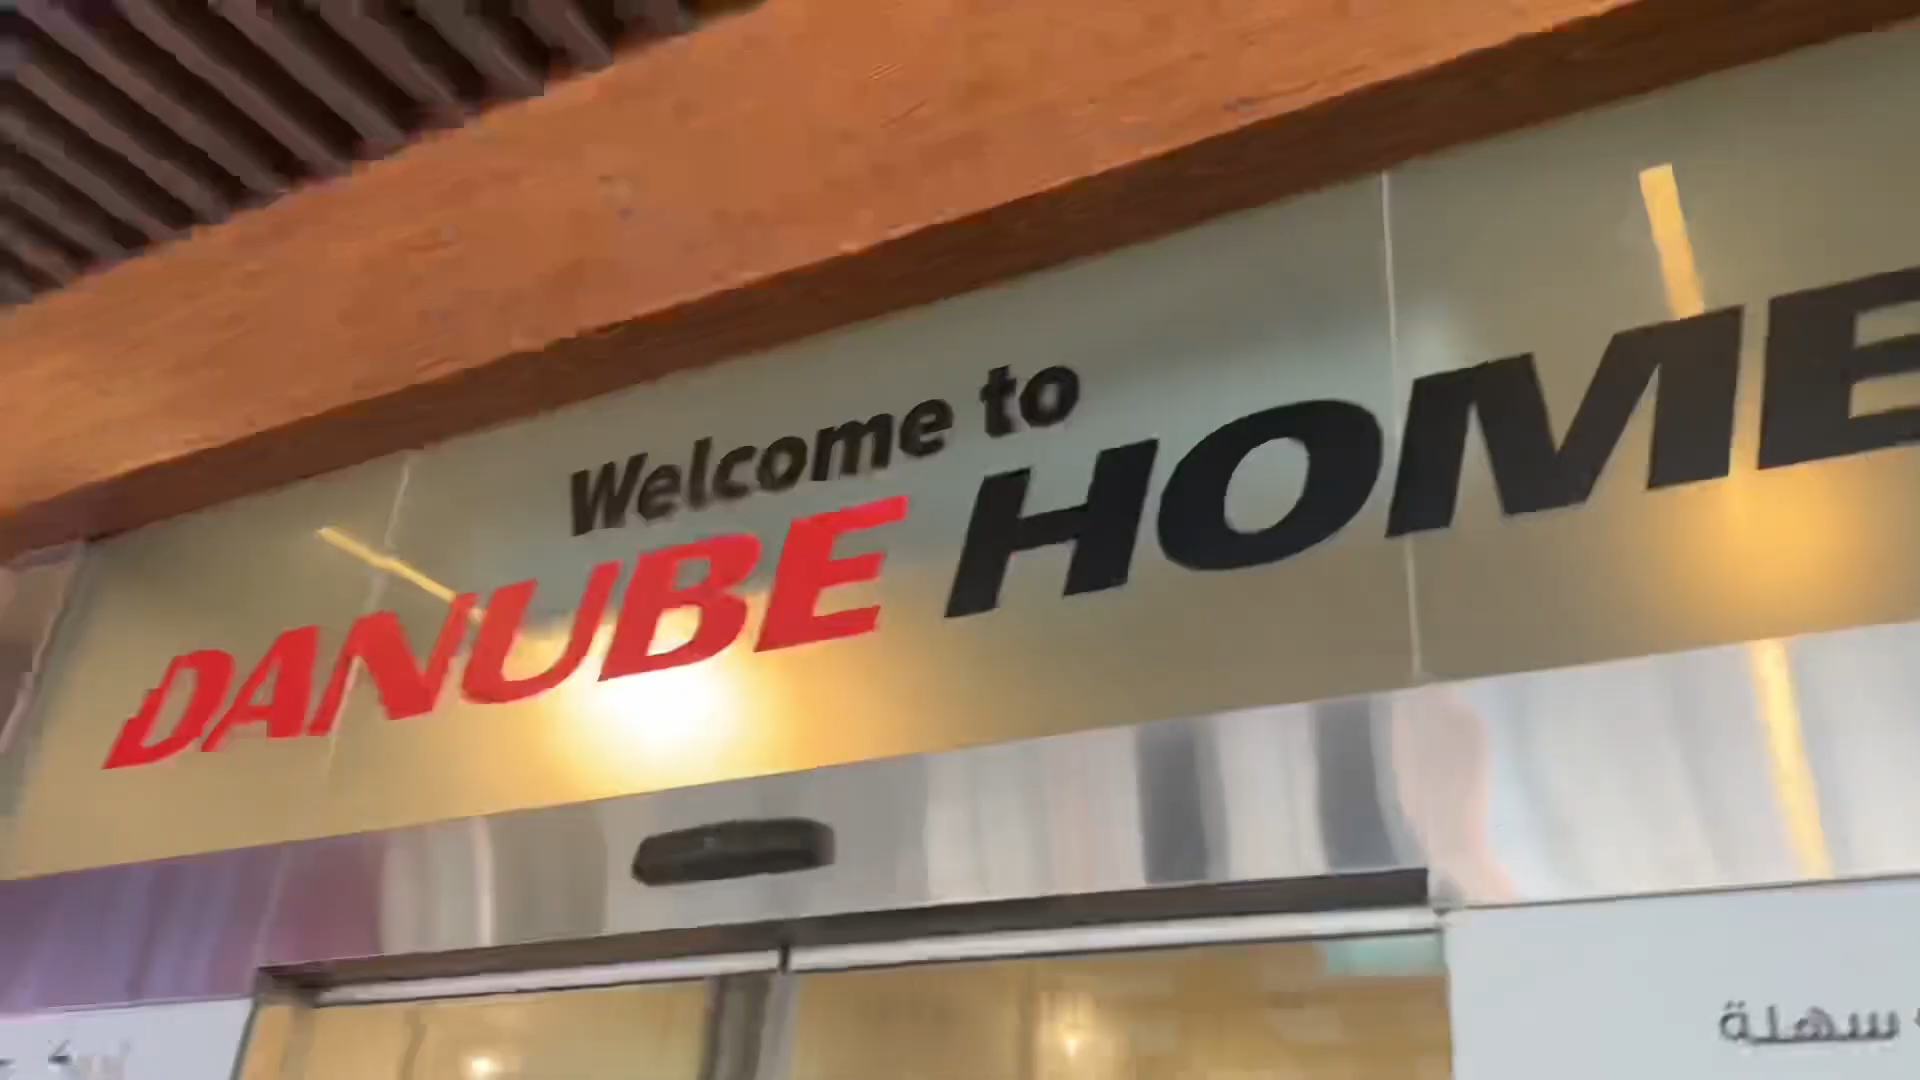 Welcome to
DANUBE HOME
سهلة